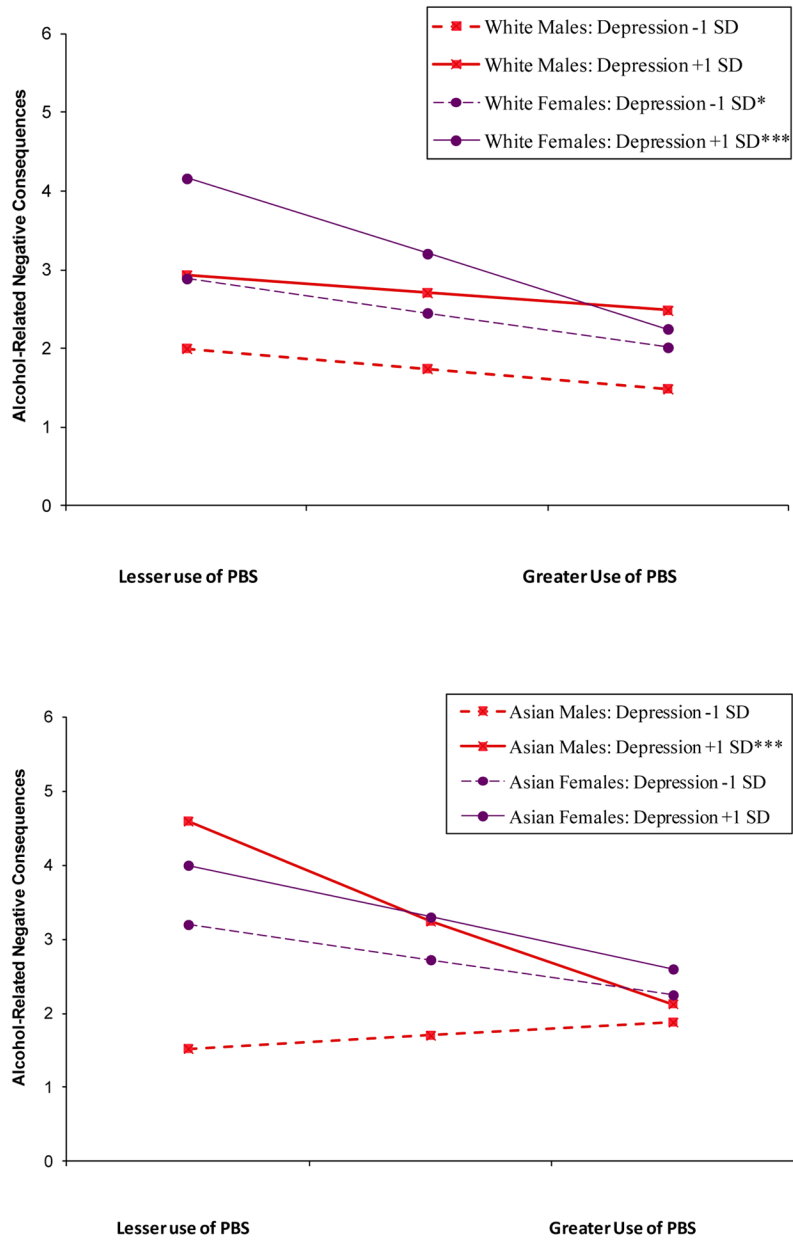 White Males: Depression -1 SD
White Males: Depression +1 SD
White Females: Depression -1 SD*
White Females: Depression +1 SD***
Alcohol-Related Negative Consequences
6
5
4
3
2
1
0
Lesser use of PBS Greater Use of PBS
Asian Males: Depression -1 SD
Asian Males: Depression +1 SD***
Asian Females: Depression -1 SD
Asian Females: Depression +1 SD
Alcohol-Related Negative Consequences
6
5
4
3
2
1
0
Lesser use of PBS Greater Use of PBS